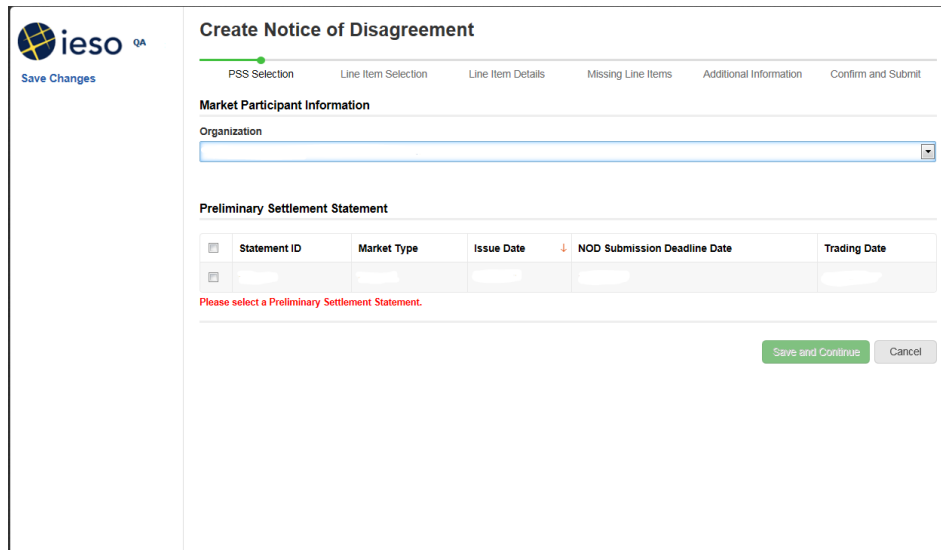 ieso QA
Save Changes
Create Notice of Disagreement
PSS Selection Line Item Selection Line Item Details Missing Line Items Additional Information Confirm and Submit
Market Participant Information
Organization
Preliminary Settlement Statement
Statement ID Market Type Issue Date ↓ NOD Submission Deadline Date Trading Date
Please select a Preliminary Settlement Statement.
Save and Continue Cancel